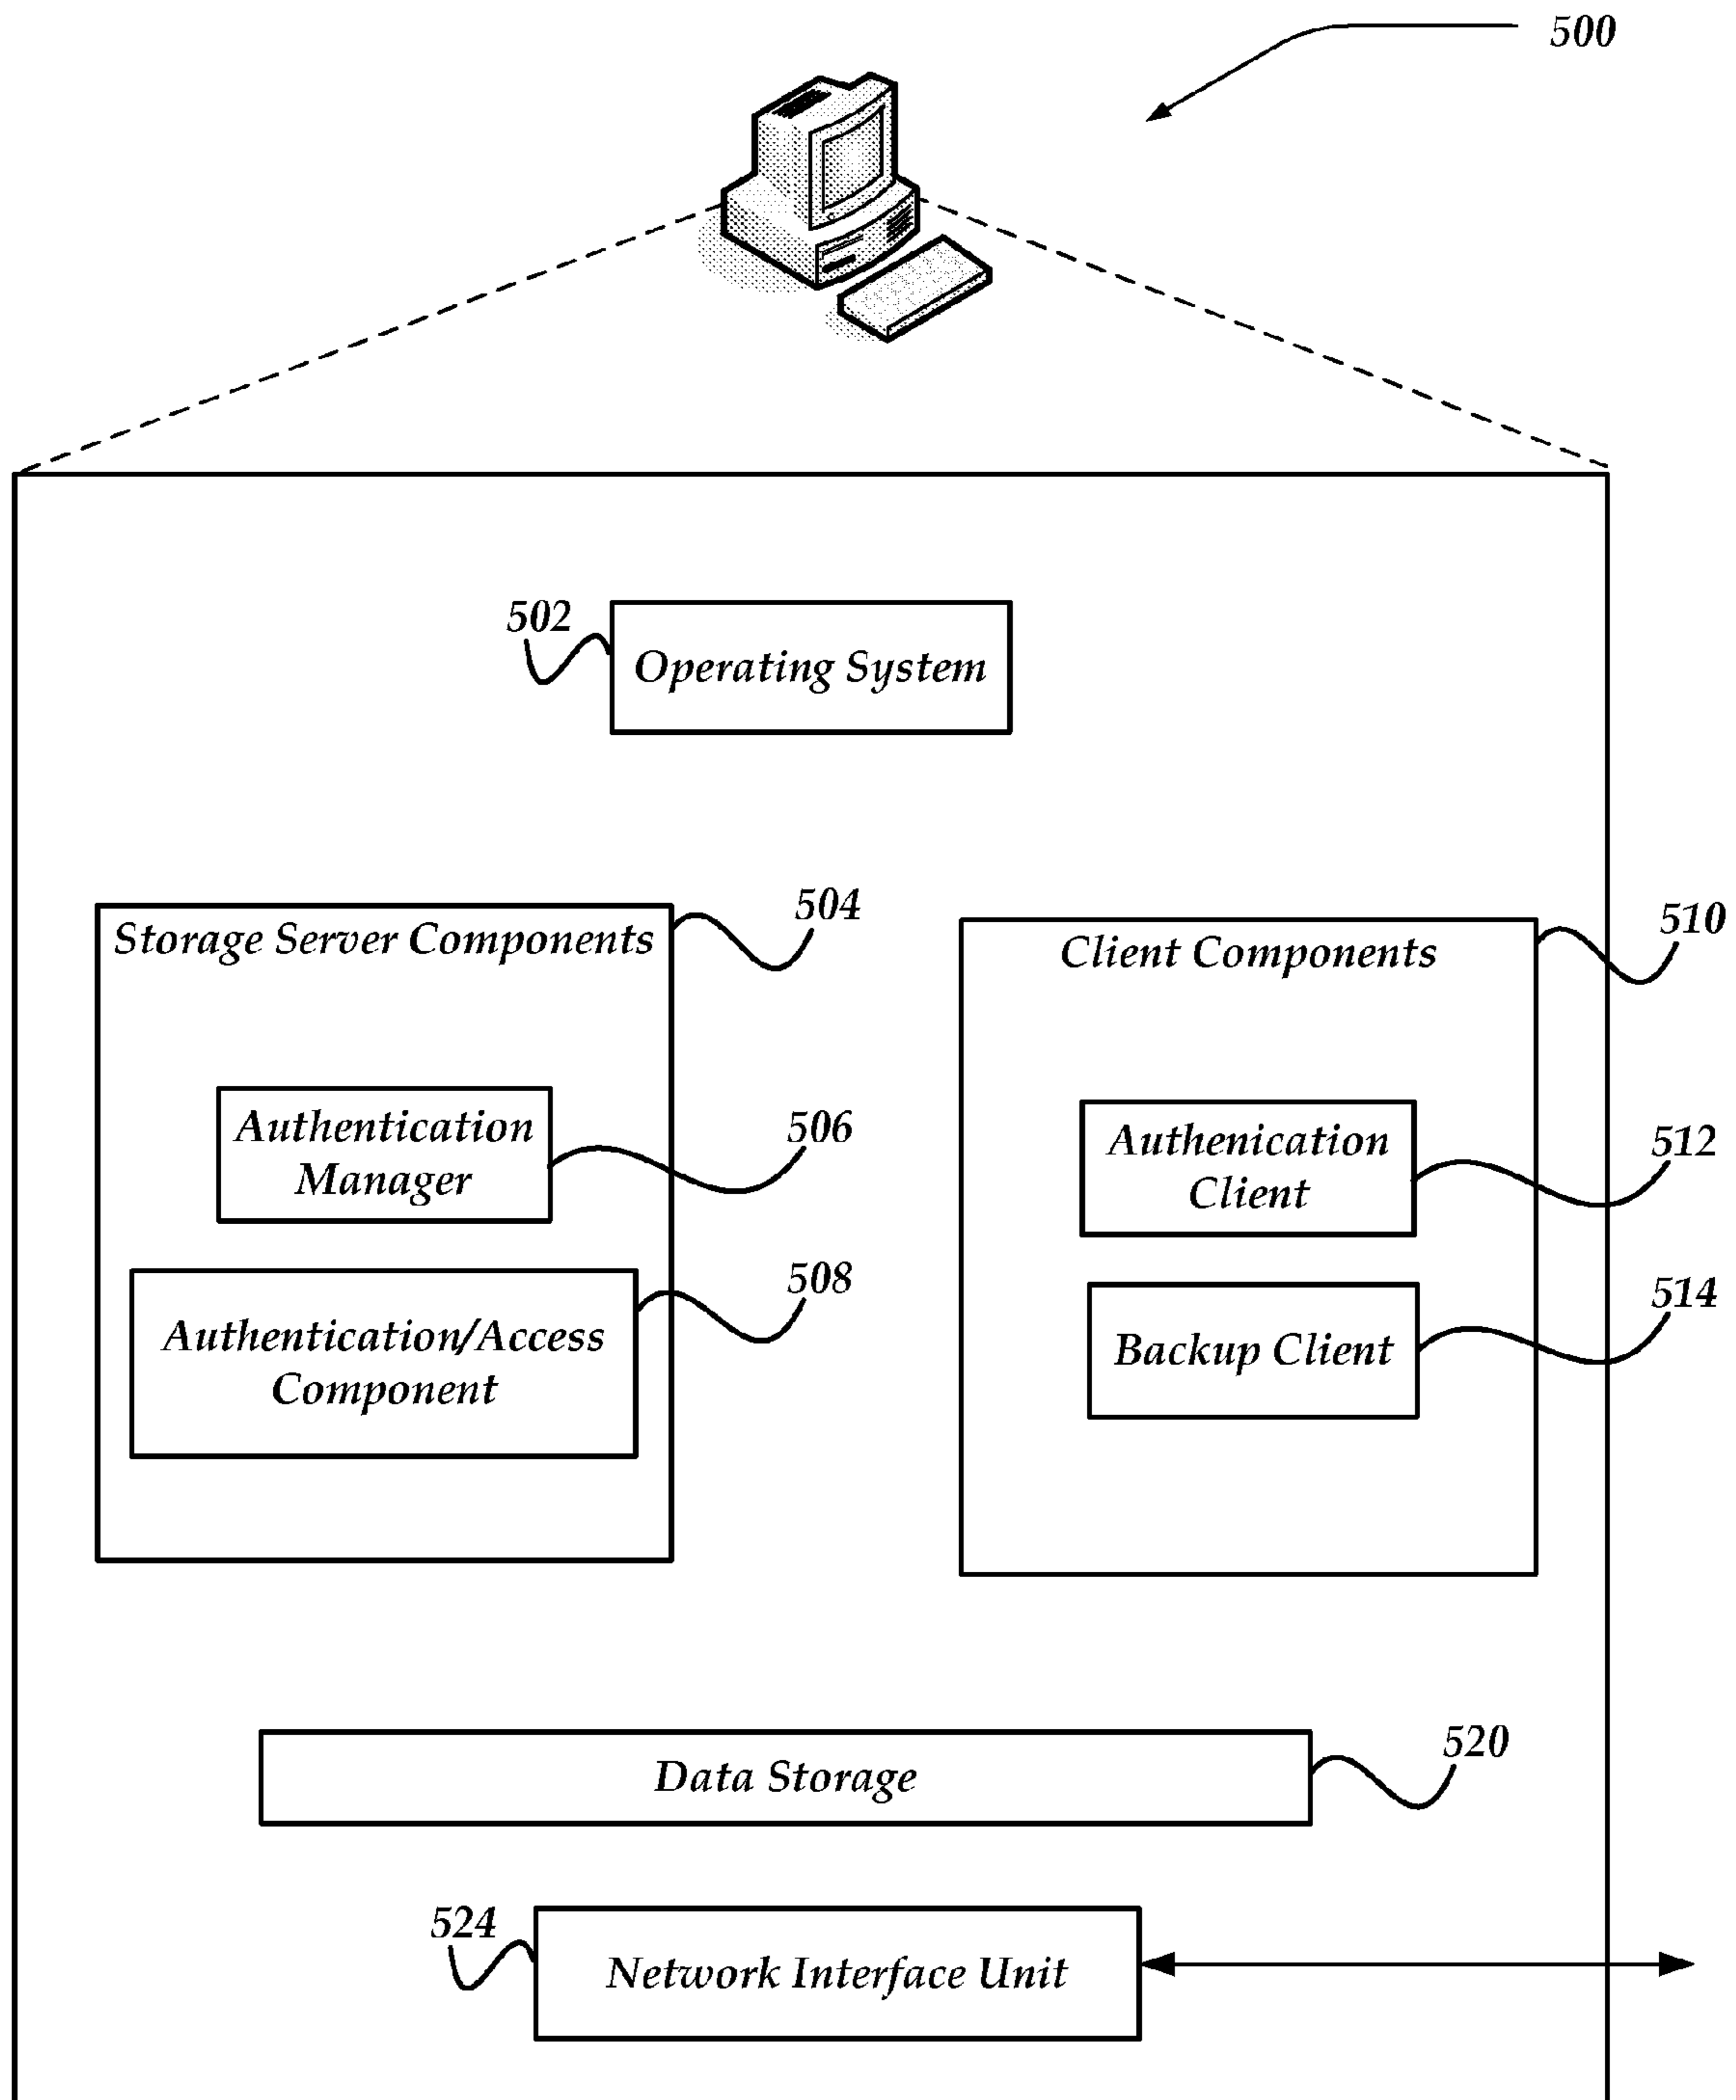 500
502
Operating System
504
Storage Server Components
510
Client Components
Authentication
Manager
506
Authenication
Client
512
508
Authentication/Access
Component
514
Backup Client
520
Data Storage
524
Network Interface Unit